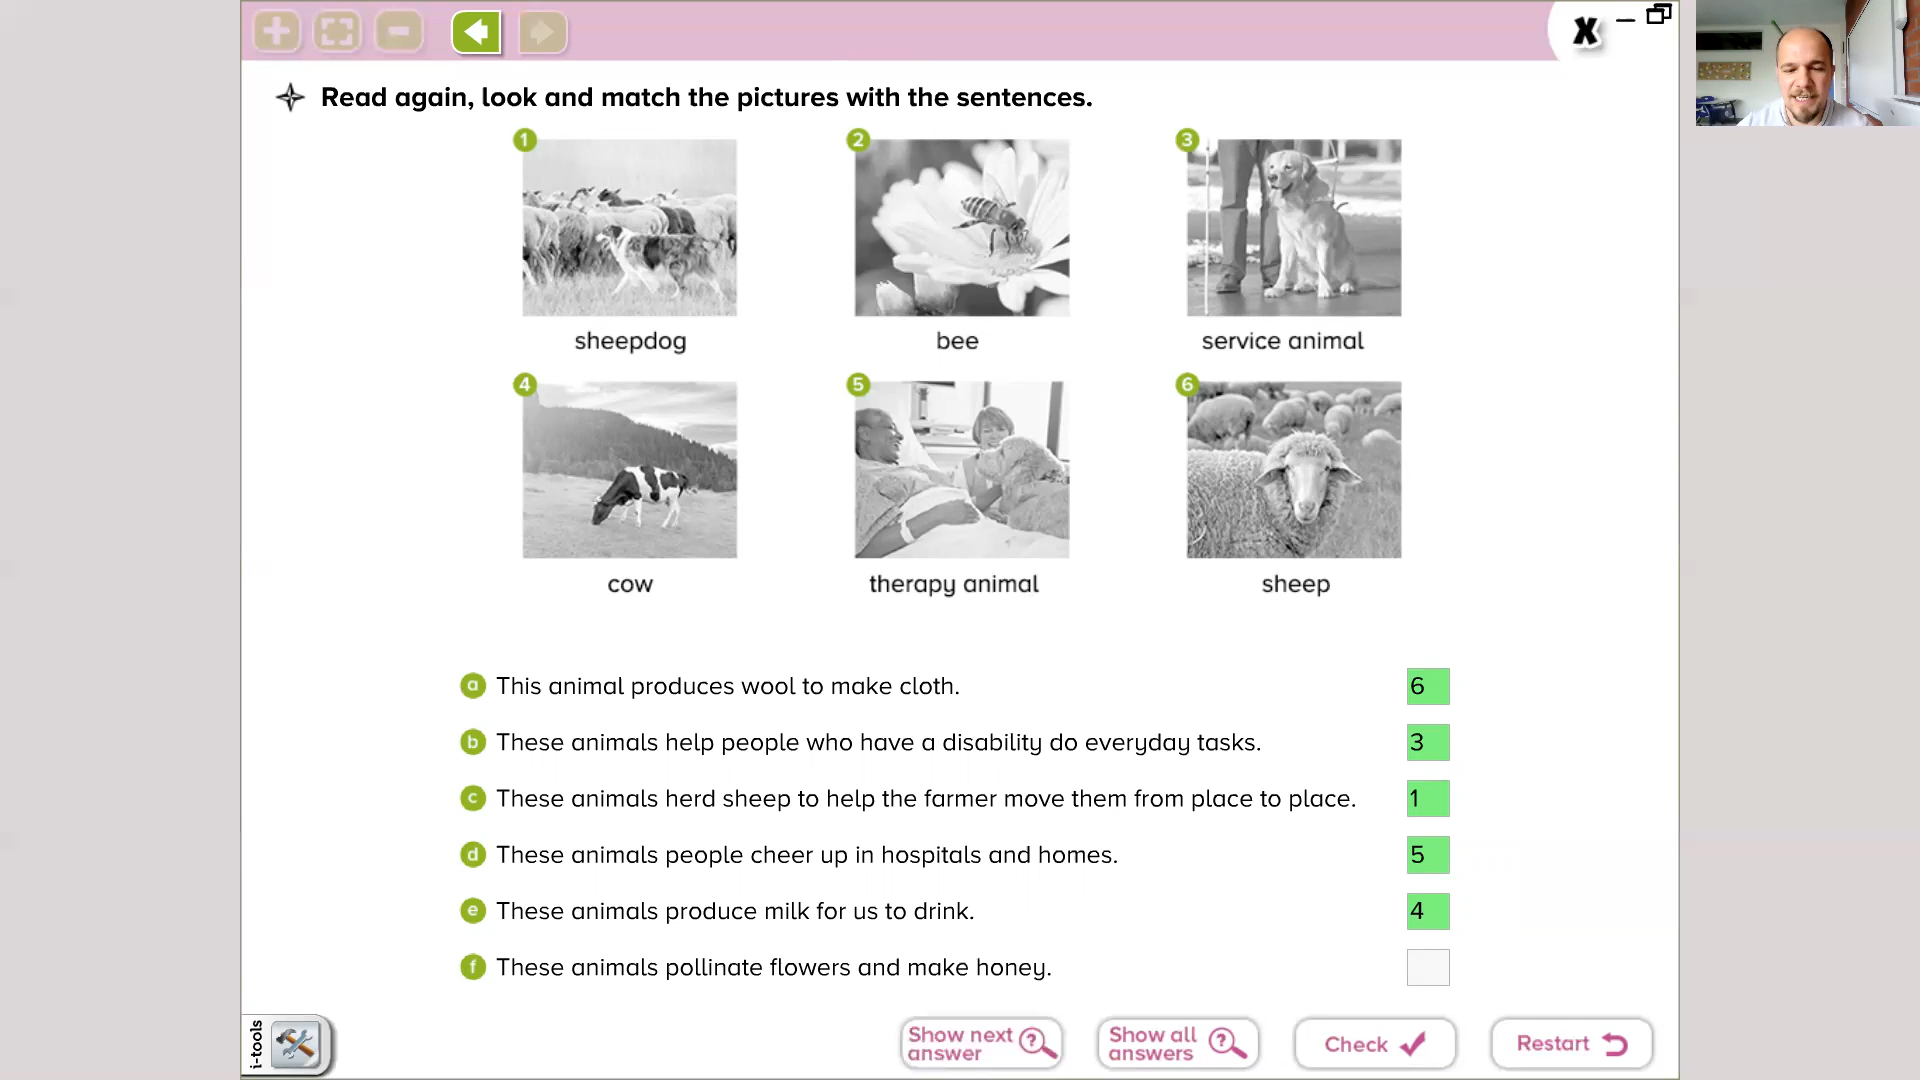 Read again, look and match the pictures with the sentences.
1
2
3
sheepdog
bee
service animal
4
5
6
cow
therapy animal
sheep
a This animal produces wool to make cloth. 6
b These animals help people who have a disability do everyday tasks. 3
c These animals herd sheep to help the farmer move them from place to place. 1
d These animals people cheer up in hospitals and homes. 5
e These animals produce milk for us to drink. 4
f These animals pollinate flowers and make honey.
i-tools
Show next answer
Show all answers
Check
Restart